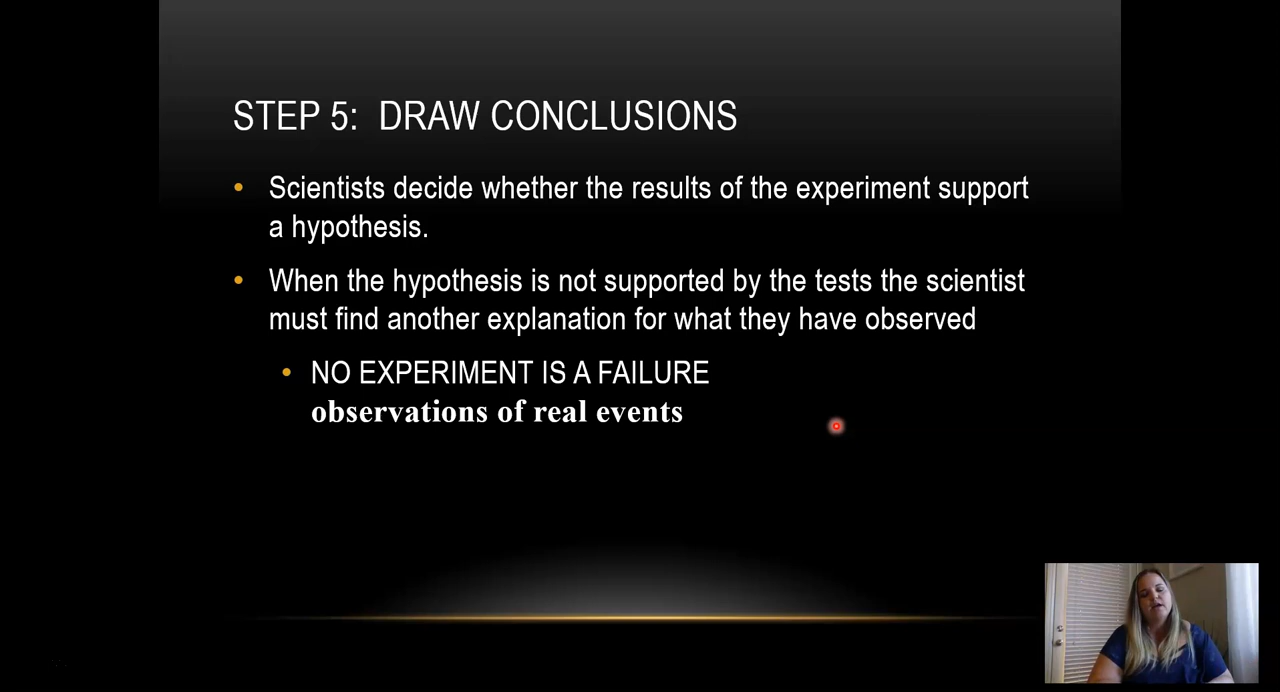 STEP 5: DRAW CONCLUSIONS
• Scientists decide whether the results of the experiment support
a hypothesis.
• When the hypothesis is not supported by the tests the scientist
must find another explanation for what they have observed
• NO EXPERIMENT IS A FAILURE
observations of real events